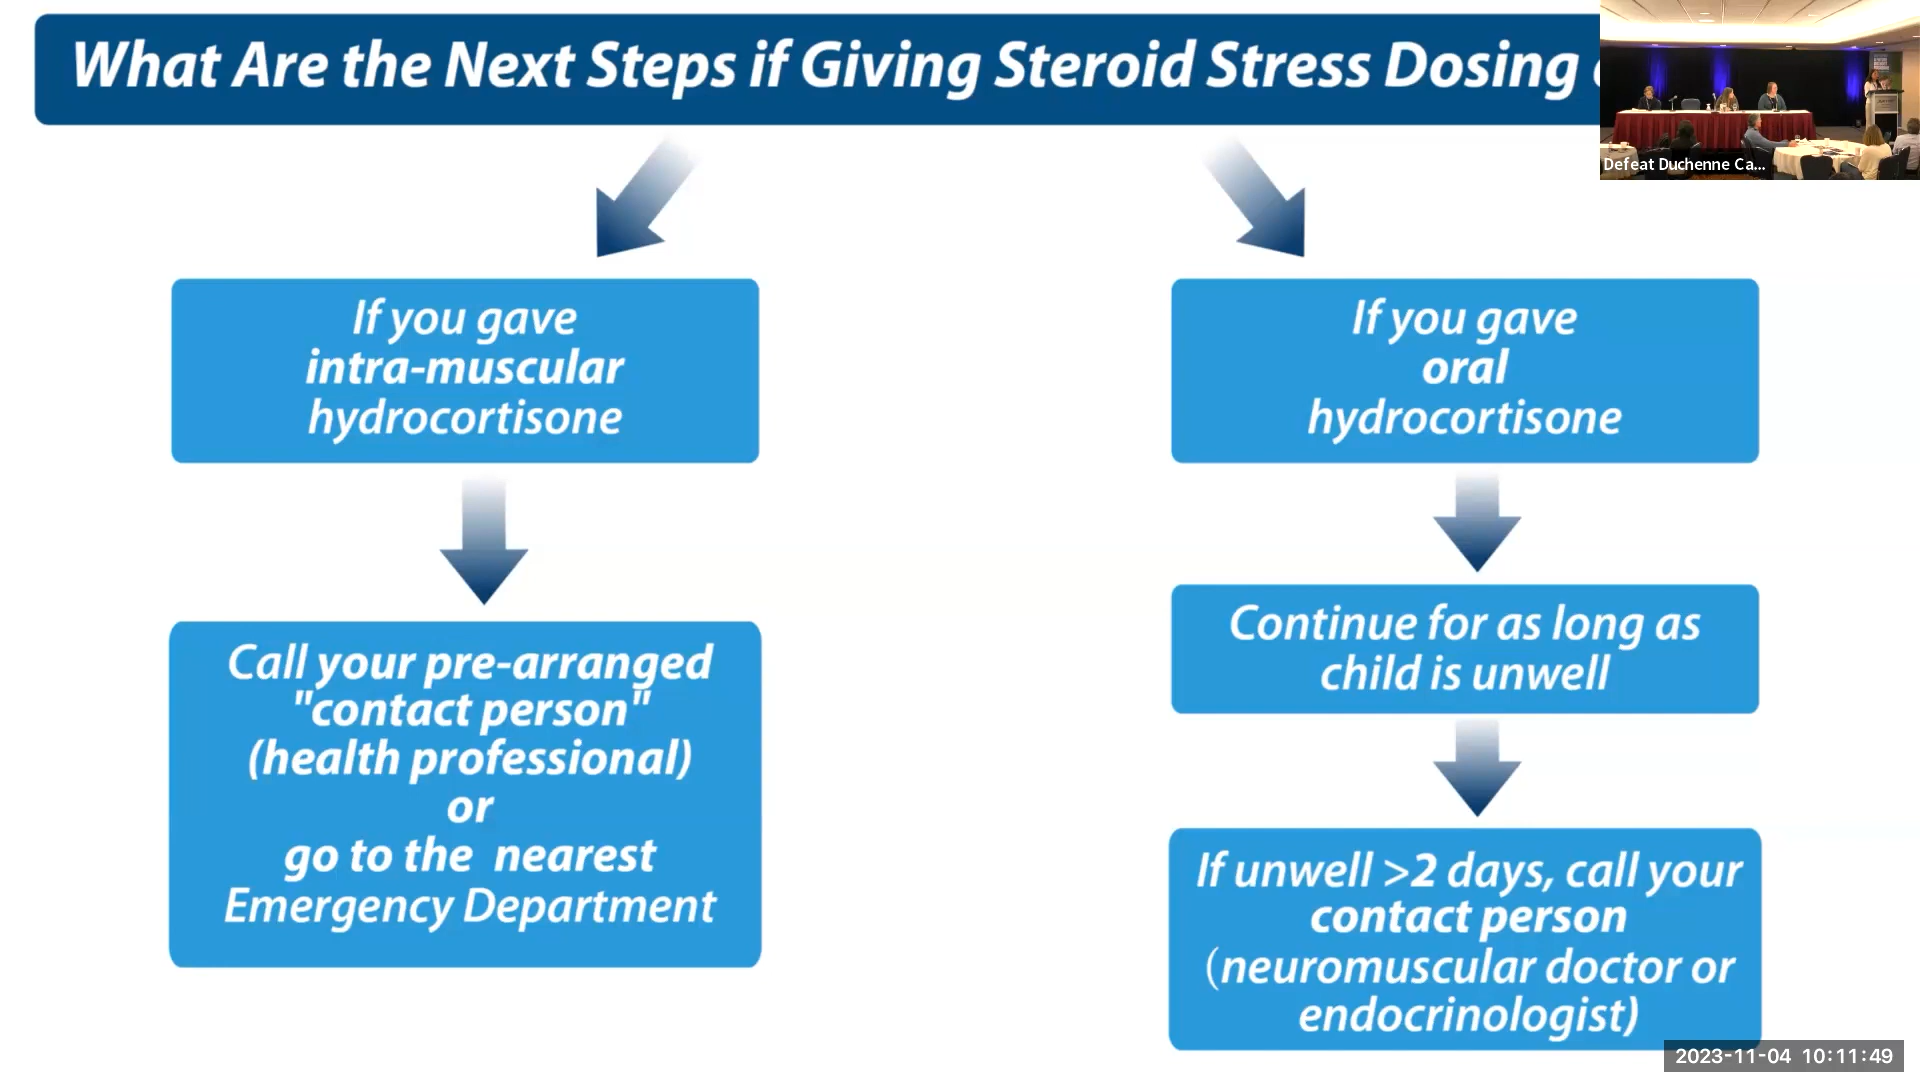 What Are the Next Steps if Giving Steroid Stress Dosing
Defeat Duchenne Ca...
If you gave
intra-muscular
hydrocortisone
Call your pre-arranged
"contact person"
(health professional)
or
go to the nearest
Emergency Department
If you gave
oral
hydrocortisone
Continue for as long as
child is unwell
If unwell >2 days, call your
contact person
(neuromuscular doctor or
endocrinologist)
2023-11-04 10:11:49